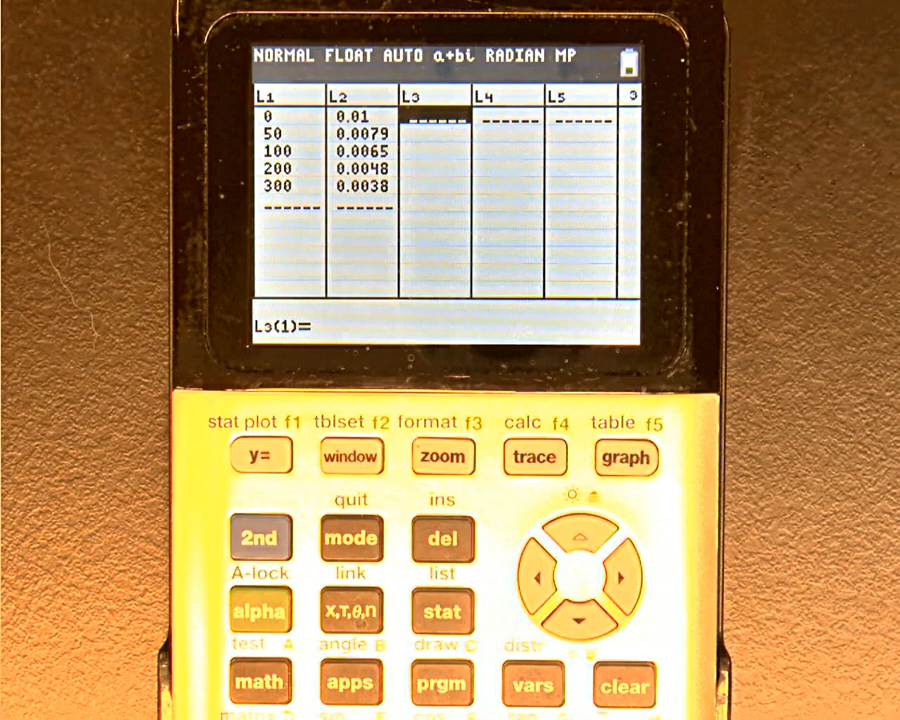 NORMAL FLOAT AUTO a+bi RADIAN MP
L1 L2 L3 L4 L5 3
0 0.01 ------ ------ ------
50 0.0079
100 0.0065
200 0.0048
300 0.0038
------ ------
L3(1)=
stat plot f1 tblset f2 format f3 calc f4 table f5
y= window zoom trace graph
quit ins
2nd mode del
A-lock link list
alpha x,T,θ,n stat
test A angle B draw C distr
math apps prgm vars clear